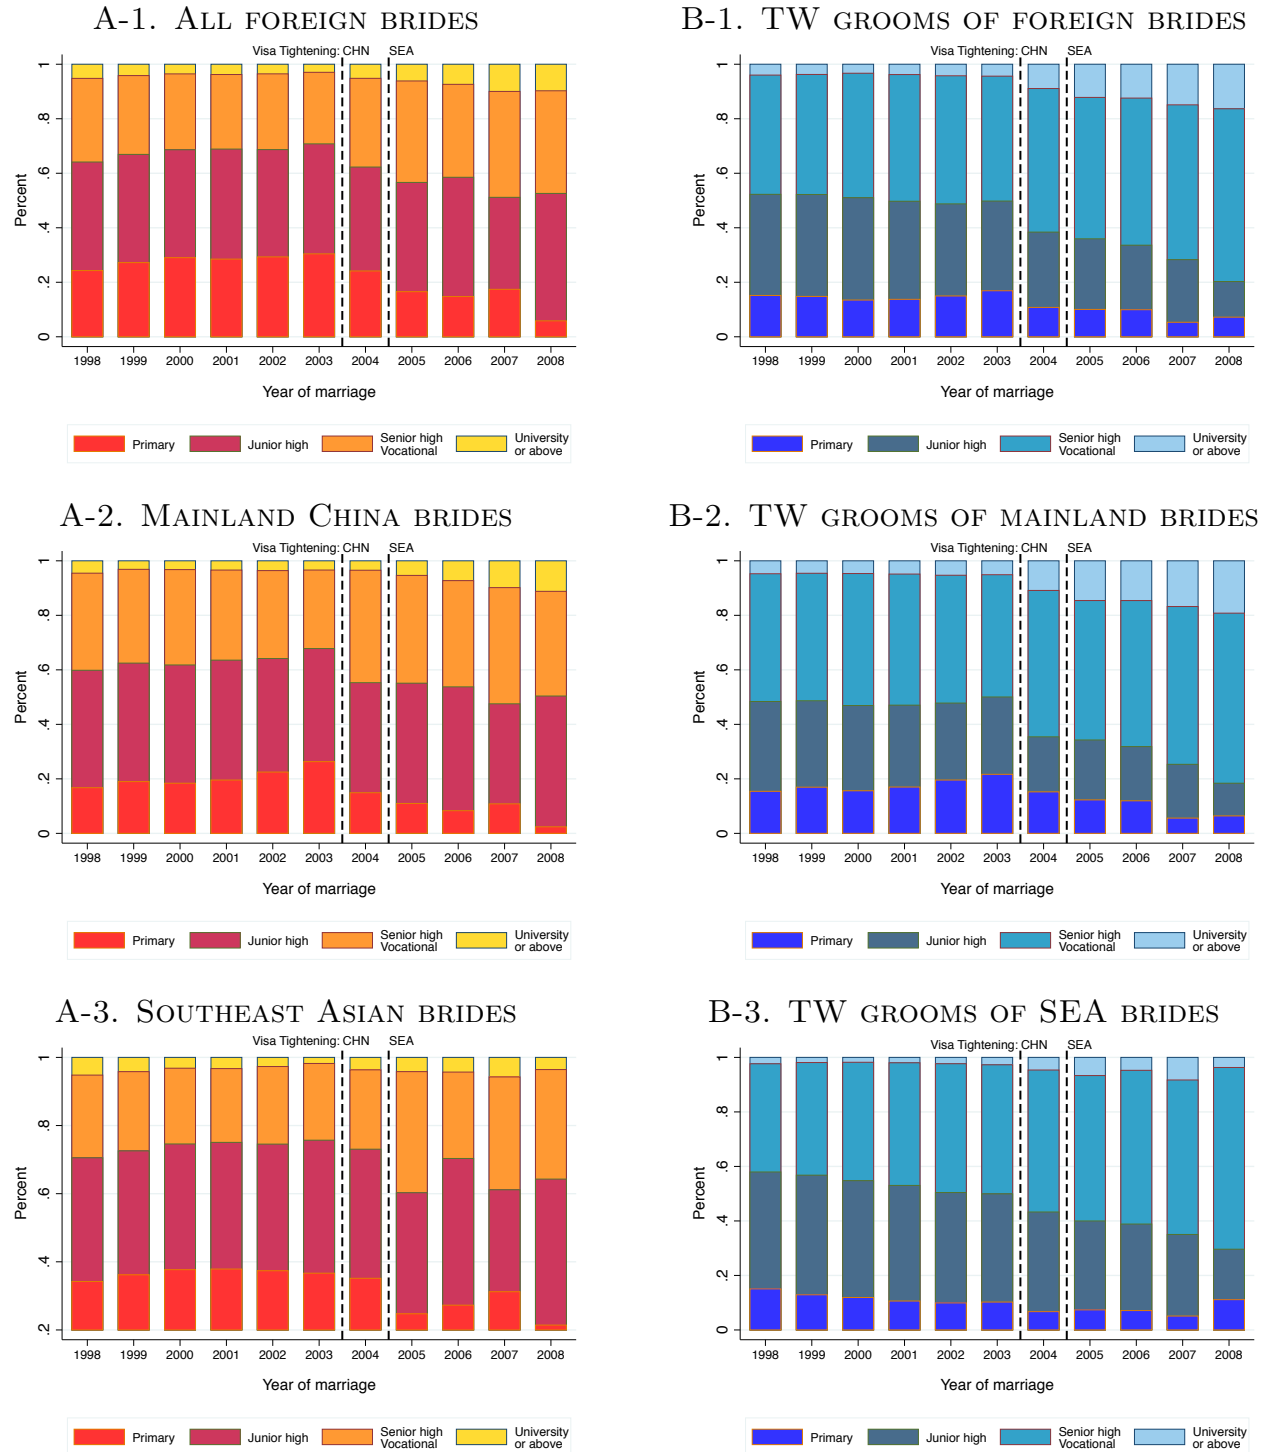 A-1. All foreign brides
Visa Tightening: CHN SEA
Percent
1
.8
.6
.4
.2
0
1998 1999 2000 2001 2002 2003 2004 2005 2006 2007 2008
Year of marriage
Primary Junior high Senior high Vocational University or above
B-1. TW grooms of foreign brides
Visa Tightening: CHN SEA
Percent
1
.8
.6
.4
.2
0
1998 1999 2000 2001 2002 2003 2004 2005 2006 2007 2008
Year of marriage
Primary Junior high Senior high Vocational University or above
A-2. Mainland China brides
Visa Tightening: CHN SEA
Percent
1
.8
.6
.4
.2
0
1998 1999 2000 2001 2002 2003 2004 2005 2006 2007 2008
Year of marriage
Primary Junior high Senior high Vocational University or above
B-2. TW grooms of mainland brides
Visa Tightening: CHN SEA
Percent
1
.8
.6
.4
.2
0
1998 1999 2000 2001 2002 2003 2004 2005 2006 2007 2008
Year of marriage
Primary Junior high Senior high Vocational University or above
A-3. Southeast Asian brides
Visa Tightening: CHN SEA
Percent
1
.8
.6
.4
.2
1998 1999 2000 2001 2002 2003 2004 2005 2006 2007 2008
Year of marriage
Primary Junior high Senior high Vocational University or above
B-3. TW grooms of SEA brides
Visa Tightening: CHN SEA
Percent
1
.8
.6
.4
.2
0
1998 1999 2000 2001 2002 2003 2004 2005 2006 2007 2008
Year of marriage
Primary Junior high Senior high Vocational University or above